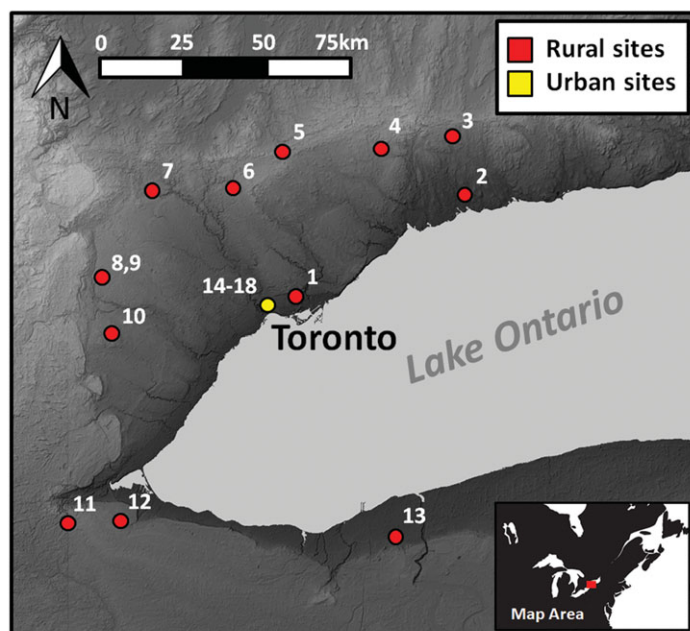 0 25 50 75km
N
Rural sites
Urban sites
3
5
4
7
6
2
8,9
14-18
1
10
Toronto
Lake Ontario
11
12
13
Map Area